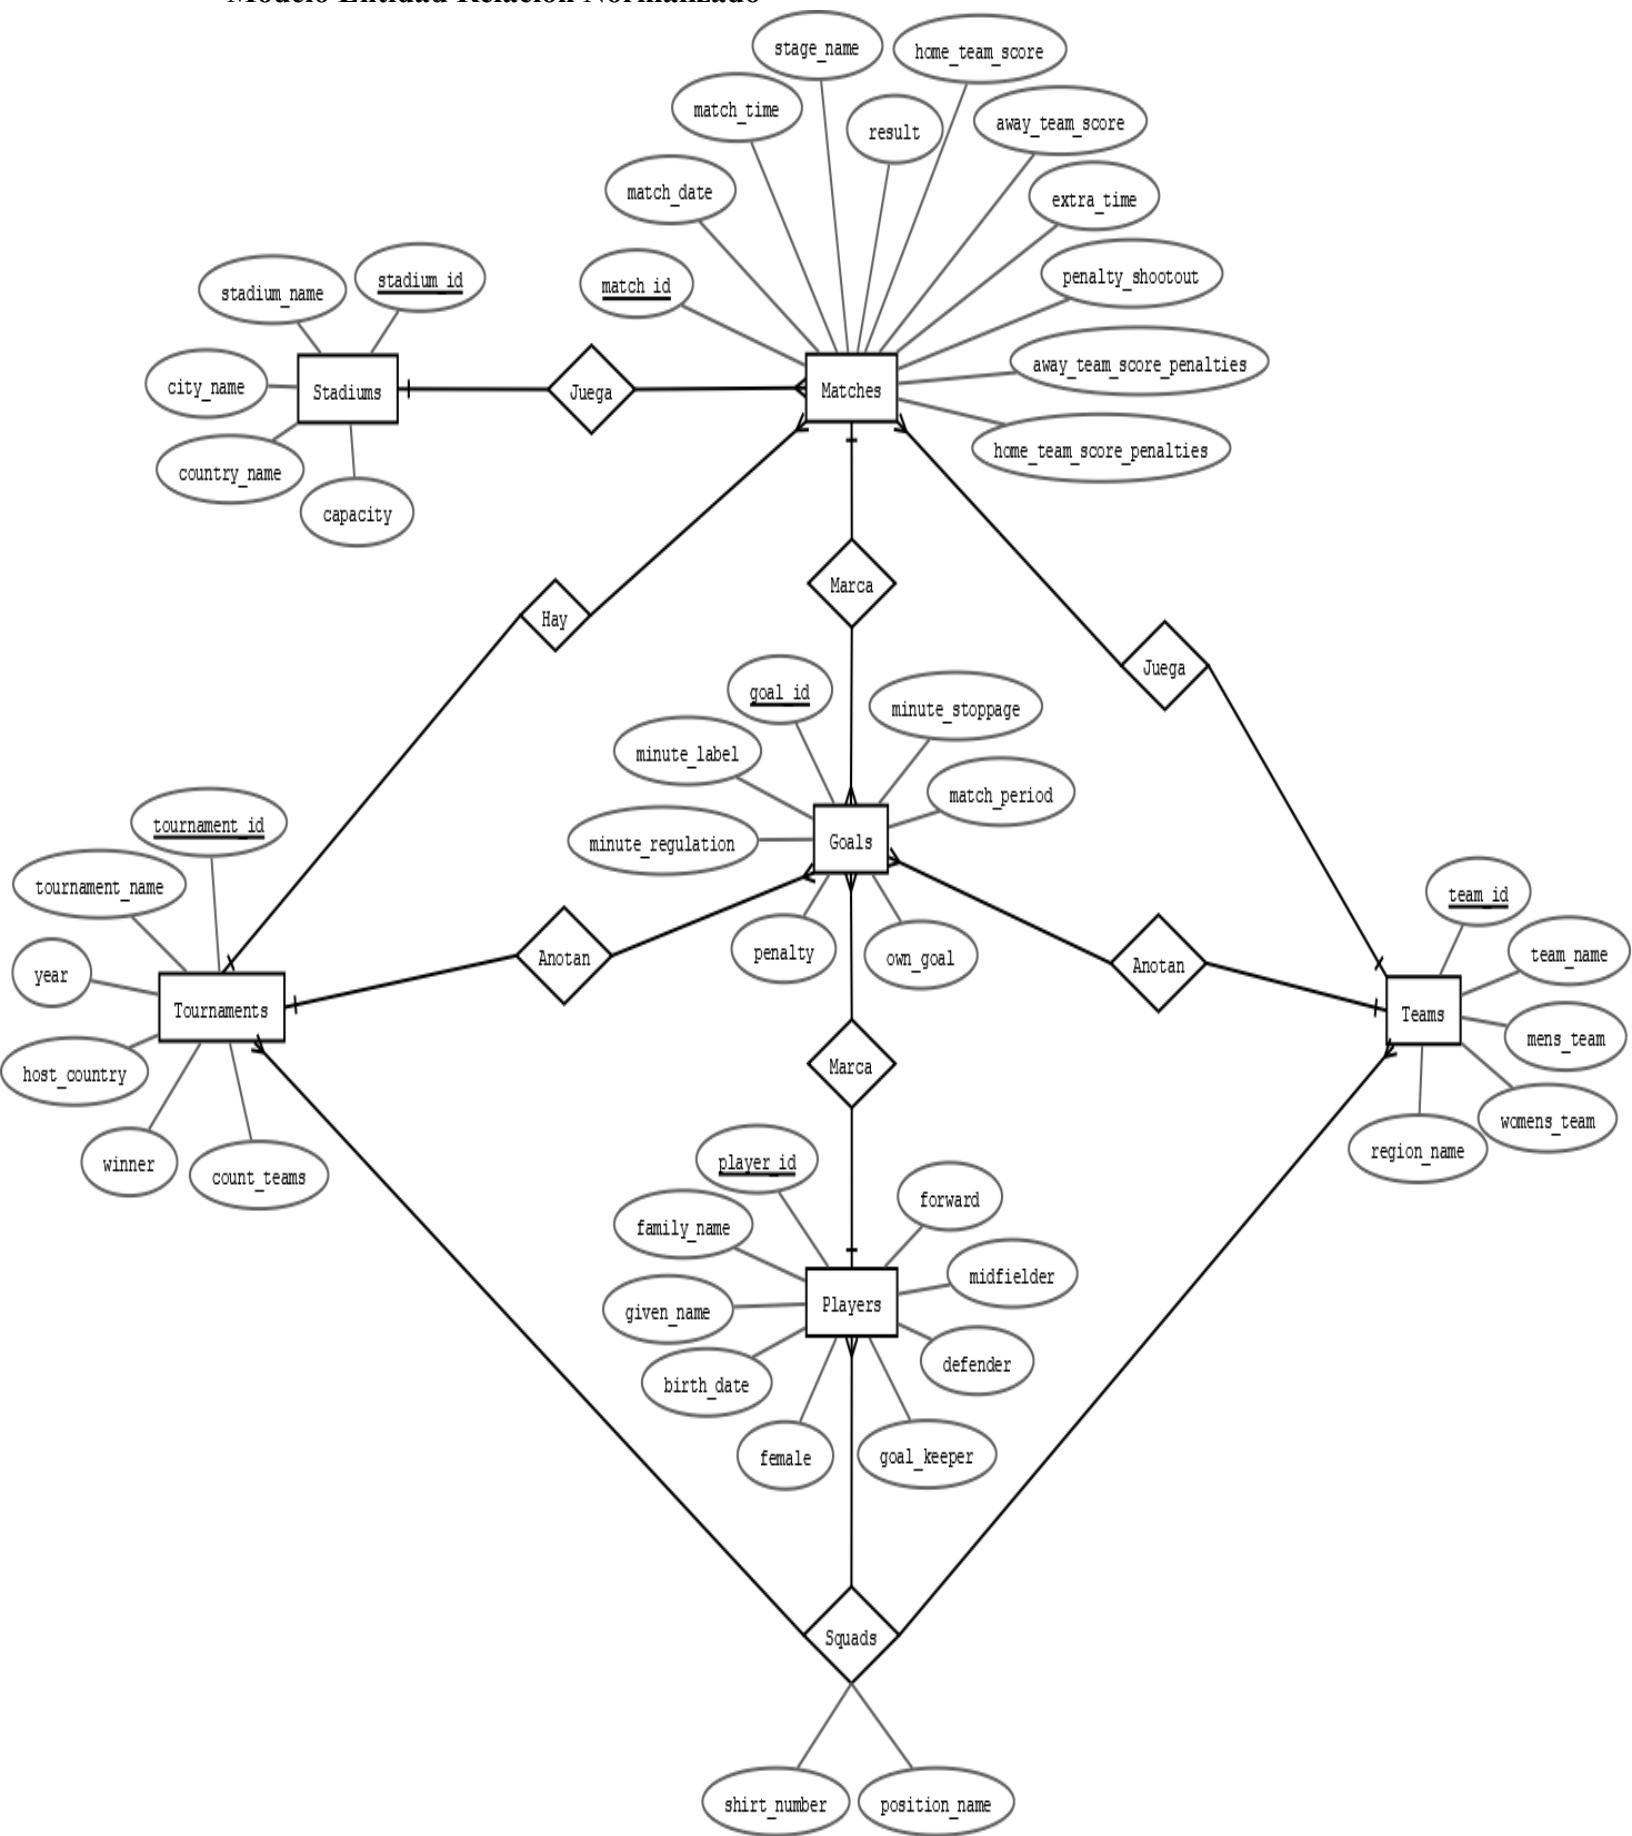 Modelo Entidad Relación Normalizado
stage_name
home_team_score
match_time
result
away_team_score
match_date
extra_time
stadium_name
stadium_id
match_id
penalty_shootout
city_name
Stadiums
Juega
Matches
away_team_score_penalties
country_name
home_team_score_penalties
capacity
Marca
Hay
Juega
goal_id
minute_stoppage
minute_label
match_period
tournament_id
minute_regulation
Goals
tournament_name
team_id
penalty
own_goal
year
Anotan
Anotan
team_name
Tournaments
Teams
mens_team
host_country
Marca
womens_team
winner
count_teams
player_id
region_name
family_name
forward
given_name
Players
midfielder
birth_date
defender
female
goal_keeper
Squads
shirt_number
position_name